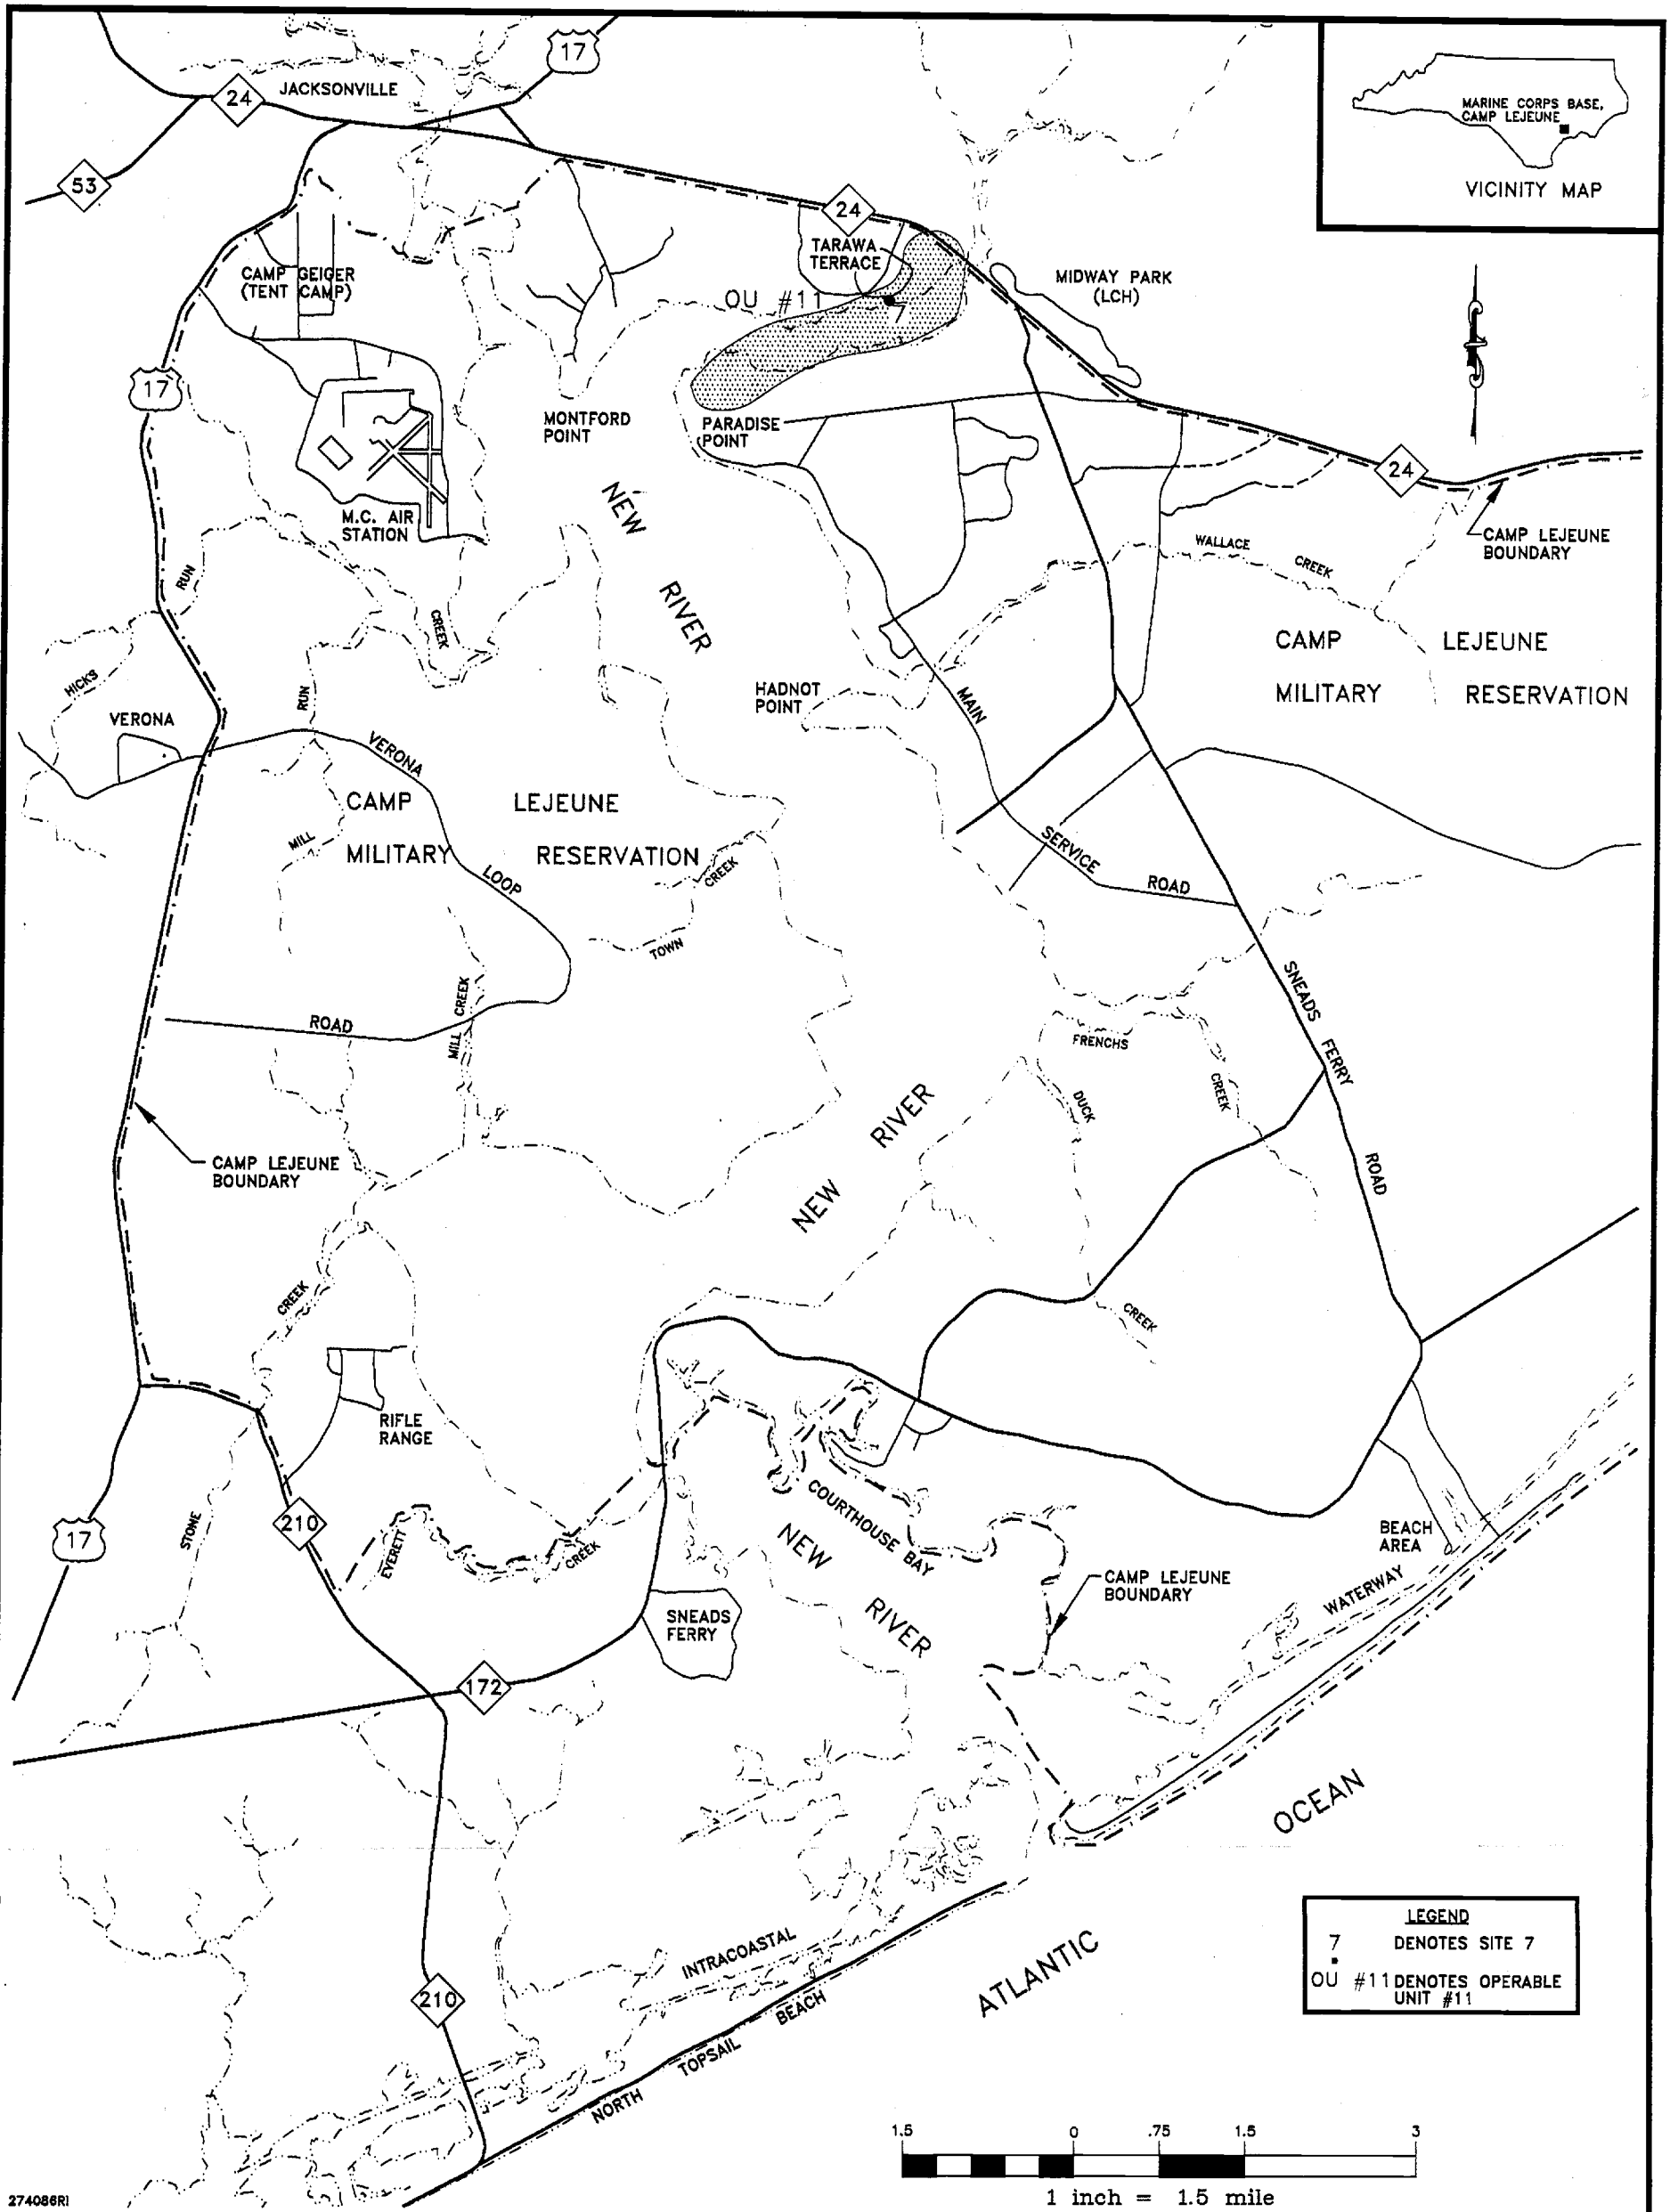 17
JACKSONVILLE
24
53
MARINE CORPS BASE,
CAMP LEJEUNE
VICINITY MAP
24
TARAWA
TERRACE
CAMP GEIGER
(TENT CAMP)
OU #11
7
MIDWAY PARK
(LCH)
17
MONTFORD
POINT
PARADISE
POINT
24
M.C. AIR
STATION
NEW
RIVER
CAMP LEJEUNE
BOUNDARY
WALLACE
CREEK
RUN
HICKS
CREEK
RUN
CAMP LEJEUNE
MILITARY RESERVATION
HADNOT
POINT
MAIN
VERONA
VERONA
CAMP LEJEUNE
MILITARY RESERVATION
MILL
LOOP
CREEK
TOWN
SERVICE
ROAD
SNEADS
FERRY
ROAD
MILL CREEK
ROAD
FRENCHS
CREEK
DUCK
CREEK
NEW RIVER
CAMP LEJEUNE
BOUNDARY
CREEK
RIFLE
RANGE
STONE
17
210
EVERETT
CREEK
COURTHOUSE BAY
NEW
RIVER
BEACH
AREA
CAMP LEJEUNE
BOUNDARY
WATERWAY
SNEADS
FERRY
172
OCEAN
ATLANTIC
INTRACOASTAL
210
NORTH TOPSAIL BEACH
LEGEND
7 DENOTES SITE 7
OU #11 DENOTES OPERABLE
UNIT #11
1.5 0 .75 1.5 3
1 inch = 1.5 mile
274086RI